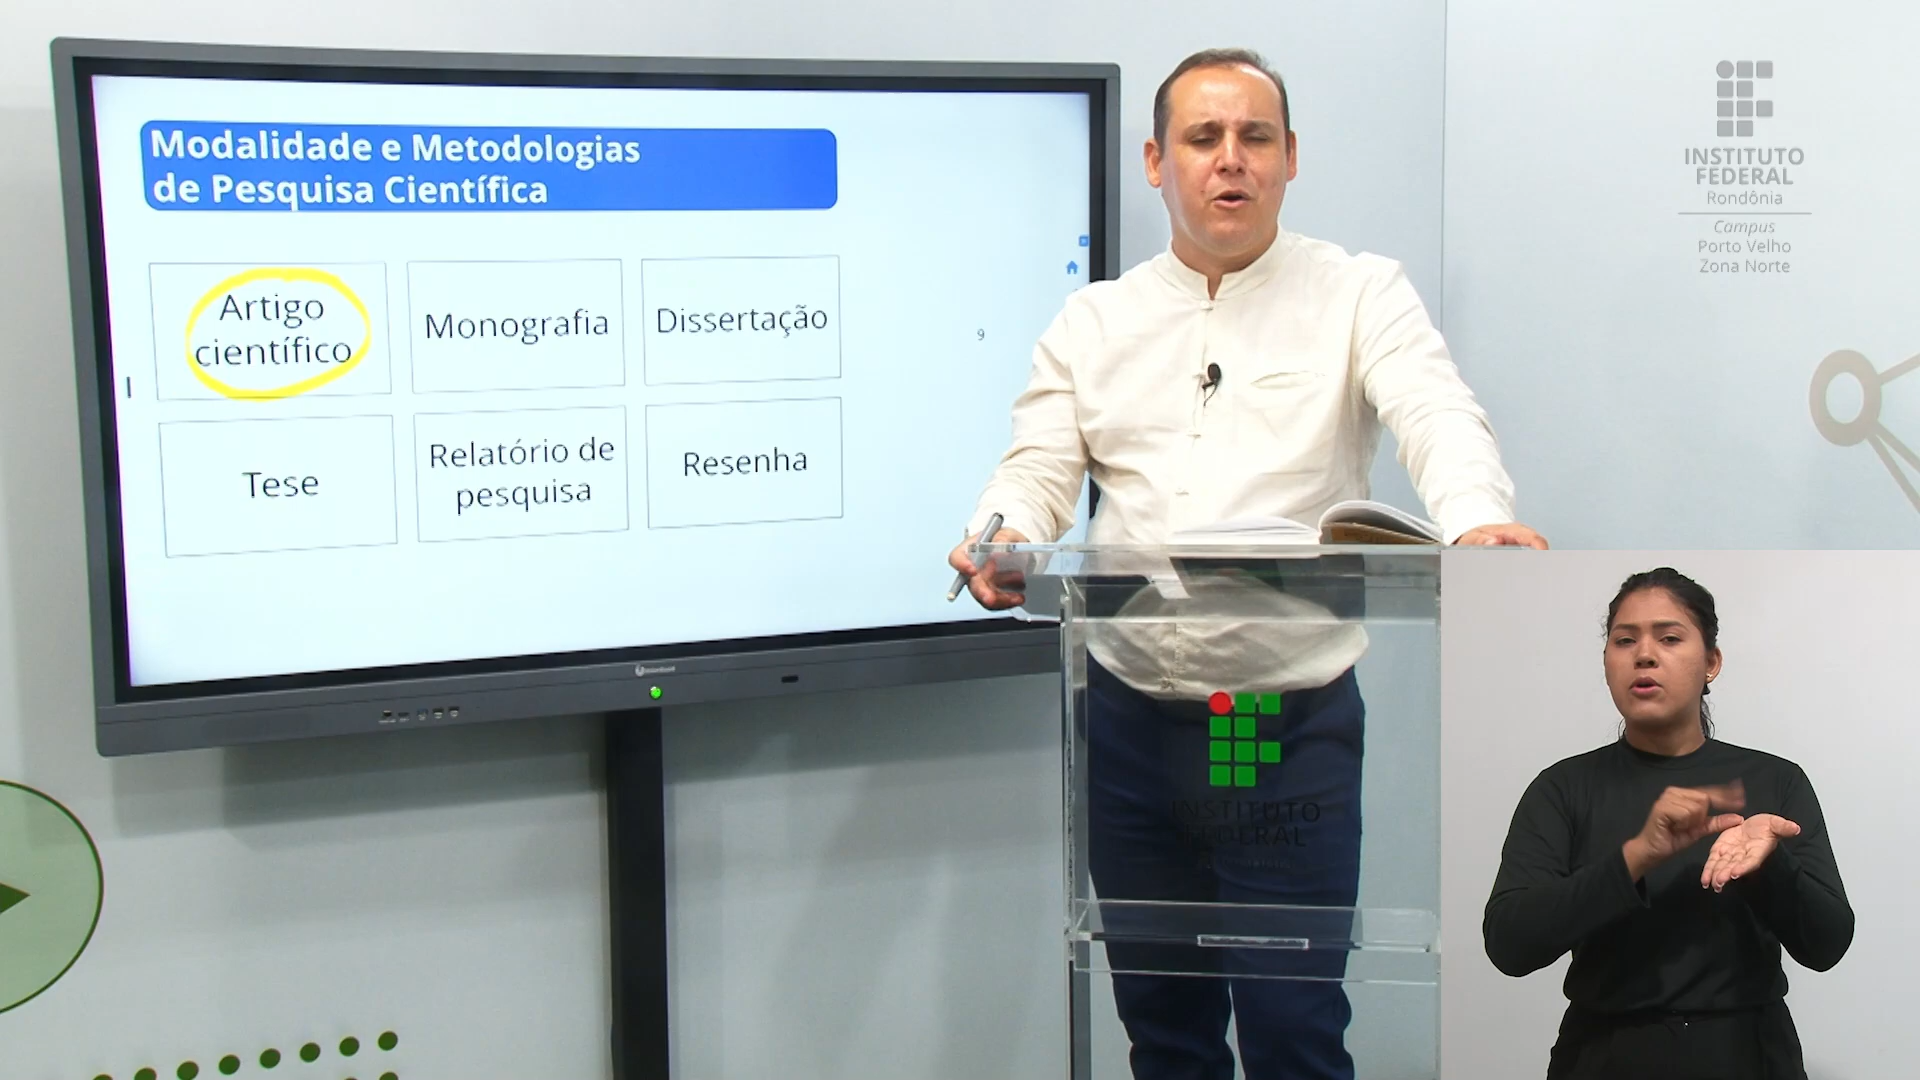 Modalidade e Metodologias
de Pesquisa Científica
Artigo
científico
Monografia
Dissertação
Tese
Relatório de
pesquisa
Resenha
9
INSTITUTO
FEDERAL
Rondônia
Campus
Porto Velho
Zona Norte
INSTITUTO
FEDERAL